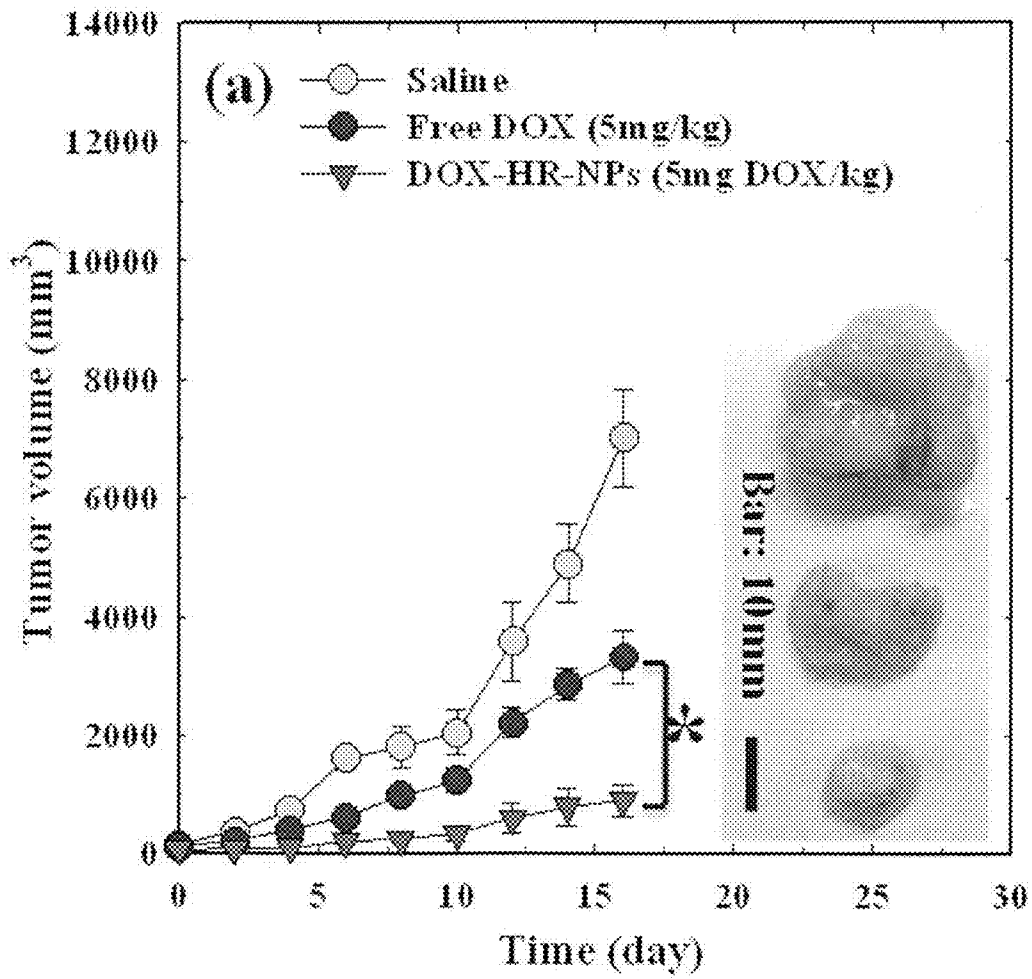 14000
12000
10000
8000
6000
4000
2000
0
Tumor volume (mm³)
(a)
Saline
Free DOX (5mg/kg)
DOX-HR-NPs (5mg DOX/kg)
*
Bar: 10mm
0 5 10 15 20 25 30
Time (day)